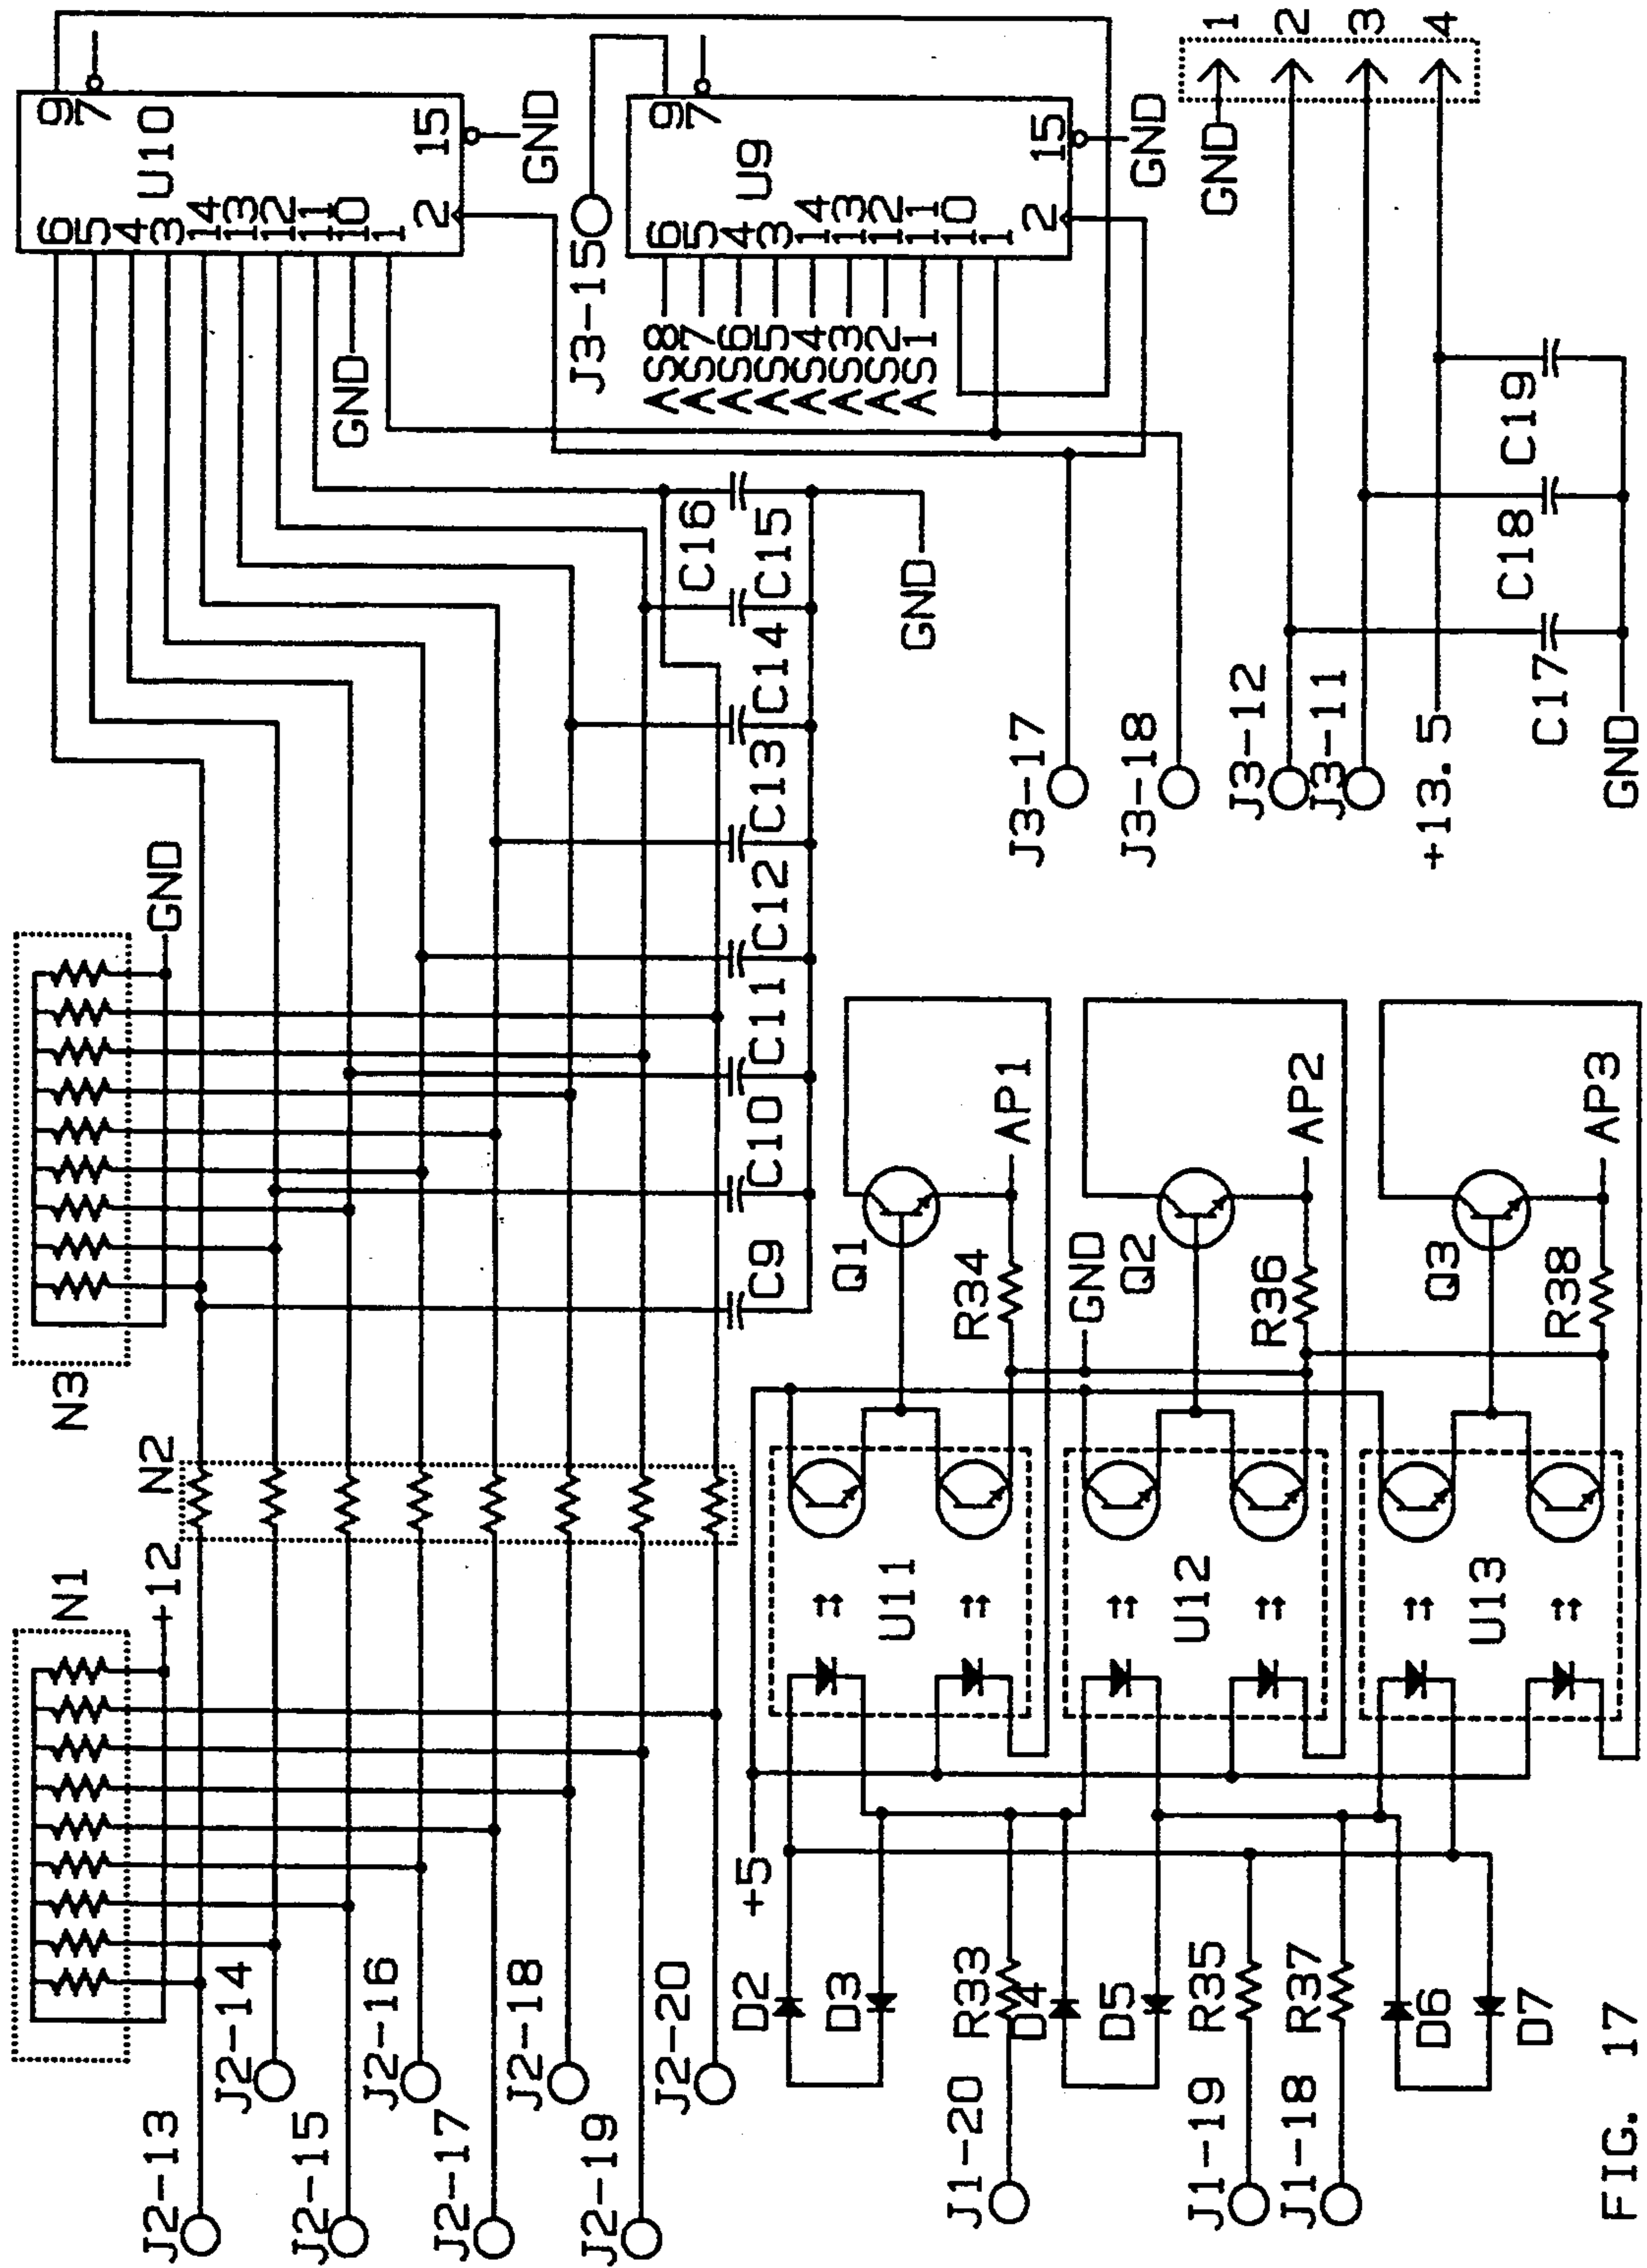 N1
+12
N2
N3
GND
J2-13
J2-14
J2-15
J2-16
J2-17
J2-18
J2-19
J2-20
C9
C10
C11
C12
C13
C14
C15
C16
GND
6
5
4
3
14
13
12
11
10
1
GND
U10
9
7
15
2
GND
J3-15
AS8
AS7
AS6
AS5
AS4
AS3
AS2
AS1
6
5
4
3
14
13
12
11
10
1
U9
9
7
15
2
GND
J3-17
J3-18
J3-12
J3-11
+13.5
GND
C17
C18
C19
GND
1
2
3
4
+5
D2
D3
R33
D4
D5
R35
R37
D6
D7
J1-20
J1-19
J1-18
U11
U12
U13
Q1
R34
AP1
GND
Q2
R36
AP2
Q3
R38
AP3
FIG. 17